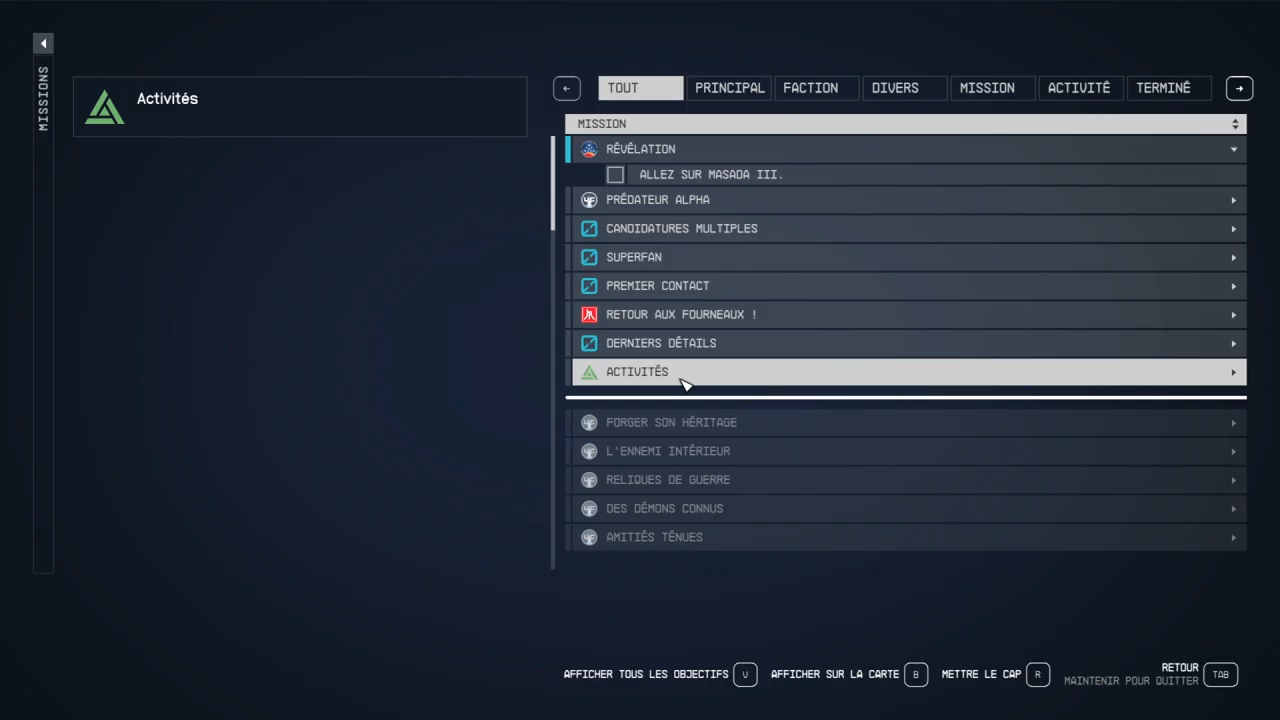 MISSIONS
Activités
TOUT PRINCIPAL FACTION DIVERS MISSION ACTIVITÉ TERMINÉ
MISSION
RÉVÉLATION
ALLEZ SUR MASADA III.
PRÉDATEUR ALPHA
CANDIDATURES MULTIPLES
SUPERFAN
PREMIER CONTACT
RETOUR AUX FOURNEAUX !
DERNIERS DÉTAILS
ACTIVITÉS
FORGER SON HÉRITAGE
L'ENNEMI INTÉRIEUR
RELIQUES DE GUERRE
DES DÉMONS CONNUS
AMITIÉS TÉNUES
AFFICHER TOUS LES OBJECTIFS V AFFICHER SUR LA CARTE B METTRE LE CAP R RETOUR TAB
MAINTENIR POUR QUITTER